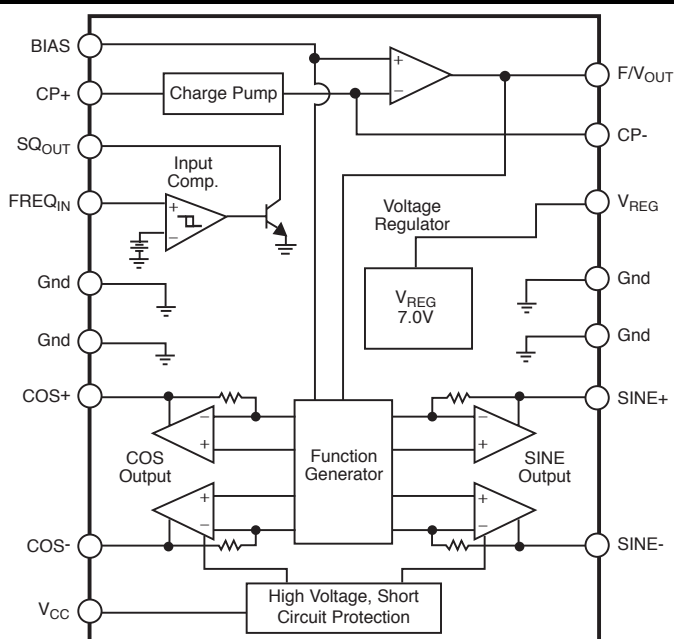 BIAS
CP+
Charge Pump
+
−
F/VOUT
CP-
SQOUT
Input
Comp.
FREQIN
+
−
Voltage
Regulator
VREG
VREG
7.0V
Gnd
Gnd
Gnd
Gnd
COS+
−
+
COS
Output
+
−
COS-
Function
Generator
SINE+
−
+
SINE
Output
+
−
SINE-
VCC
High Voltage, Short
Circuit Protection